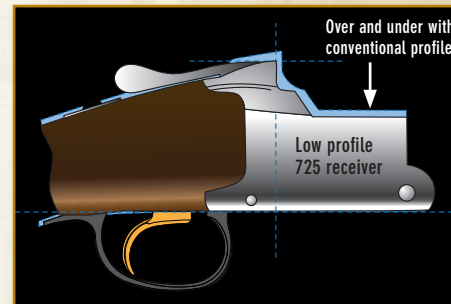 Over and under with
conventional profile
Low profile
725 receiver